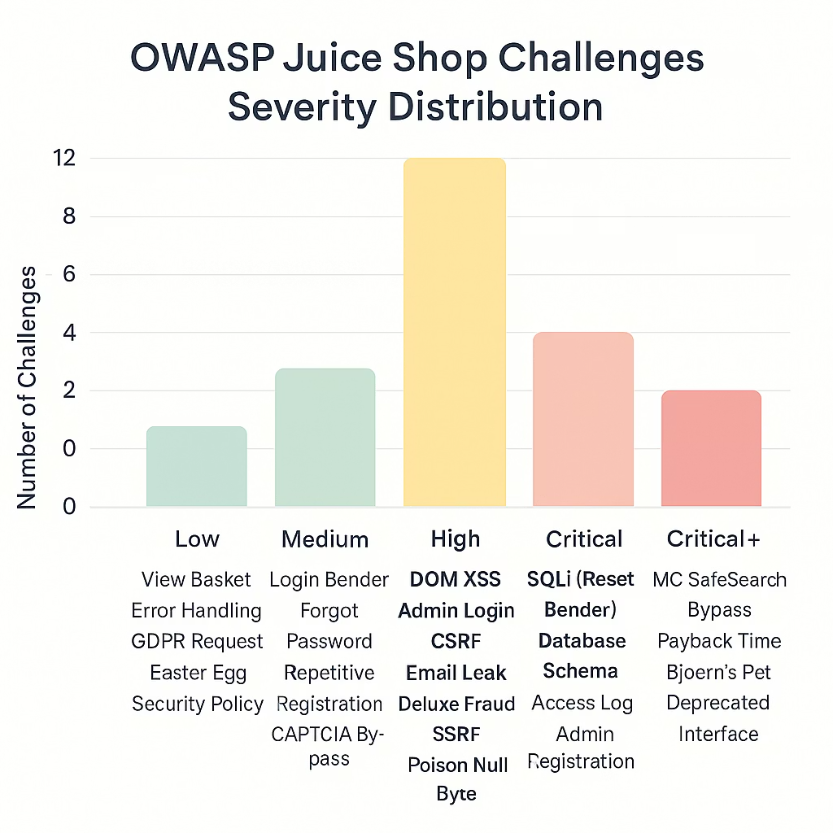 OWASP Juice Shop Challenges
Severity Distribution
Number of Challenges
12
8
6
4
2
0
0
Low
Medium
High
Critical
Critical+
View Basket
Error Handling
GDPR Request
Easter Egg
Security Policy
Login Bender
Forgot
Password
Repetitive
Registration
CAPTCIA By-
pass
DOM XSS
Admin Login
CSRF
Email Leak
Deluxe Fraud
SSRF
Poison Null
Byte
SQLi (Reset
Bender)
Database
Schema
Access Log
Admin
Registration
MC SafeSearch
Bypass
Payback Time
Bjoern's Pet
Deprecated
Interface